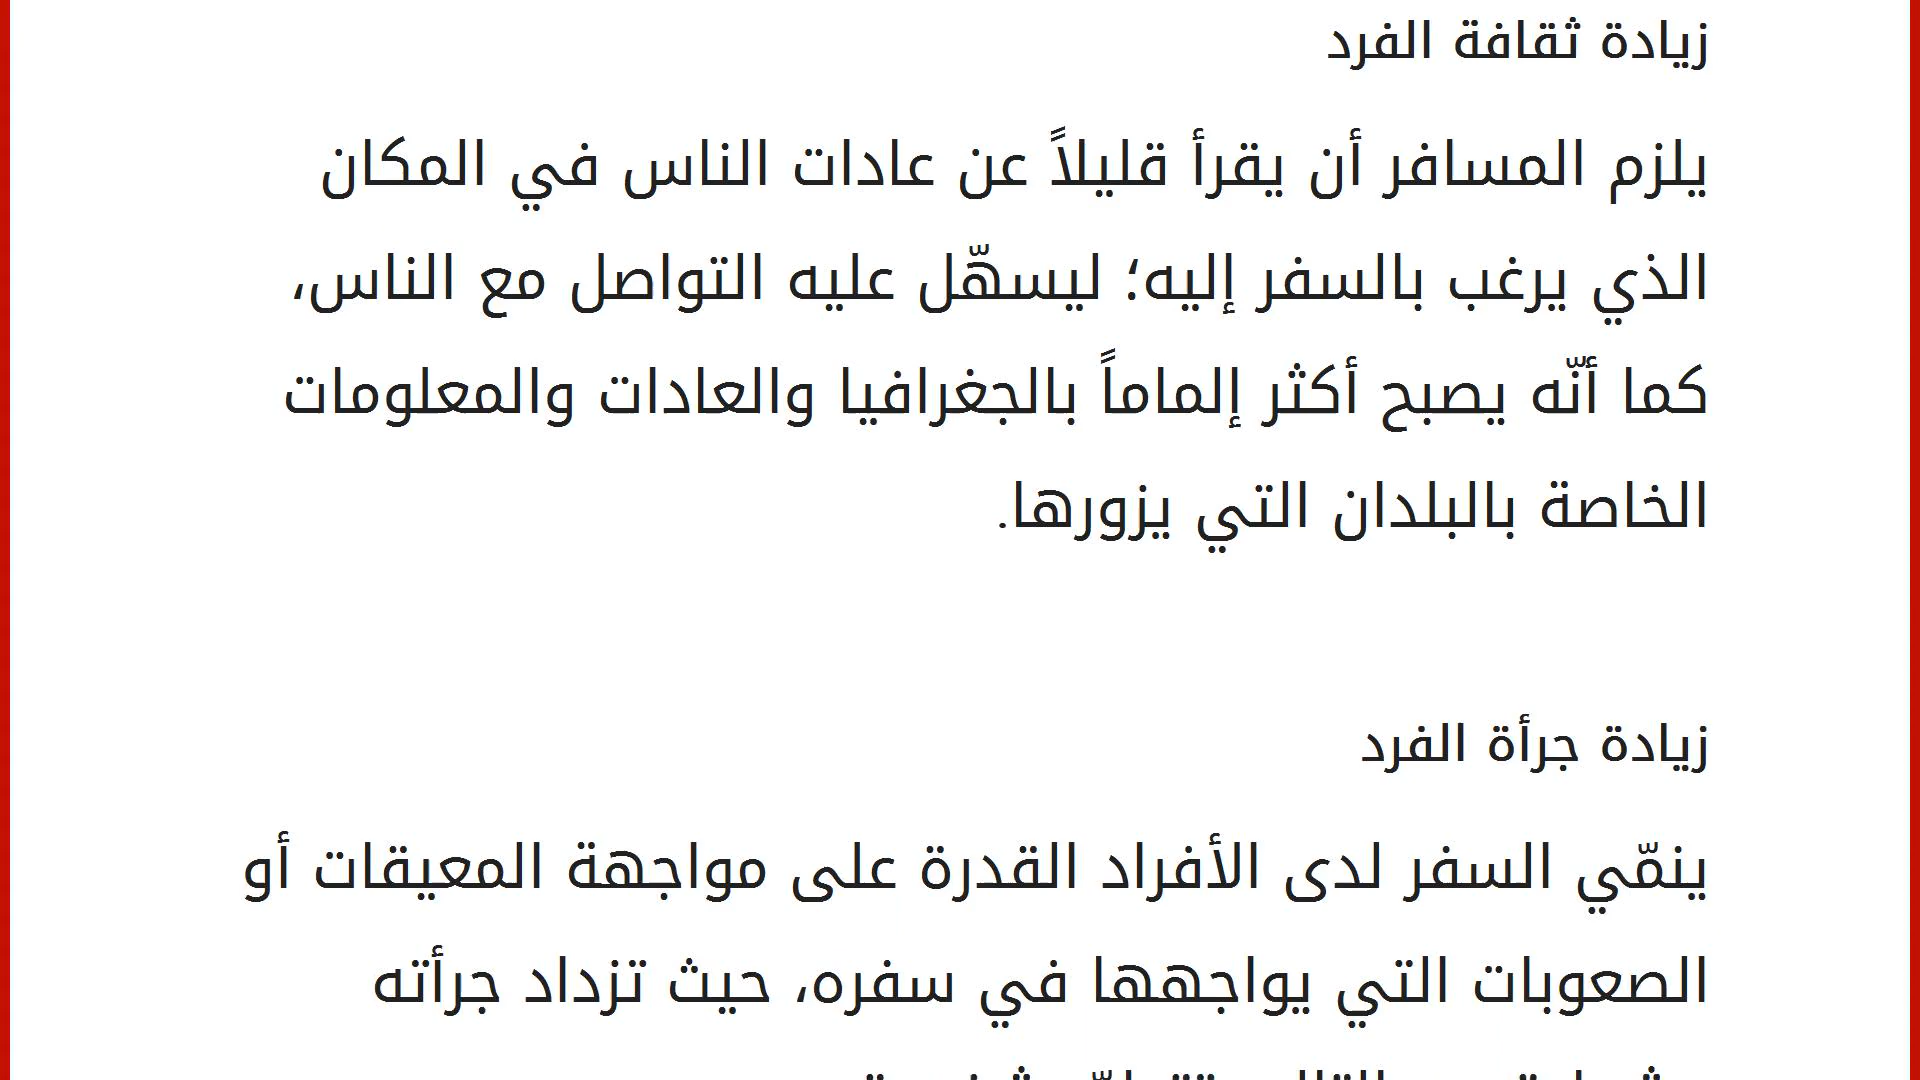 زيادة ثقافة الفرد
يلزم المسافر أن يقرأ قليلاً عن عادات الناس في المكان
الذي يرغب بالسفر إليه؛ ليسهّل عليه التواصل مع الناس،
كما أنّه يصبح أكثر إلماماً بالجغرافيا والعادات والمعلومات
الخاصة بالبلدان التي يزورها.
زيادة جرأة الفرد
ينمّي السفر لدى الأفراد القدرة على مواجهة المعيقات أو
الصعوبات التي يواجهها في سفره، حيث تزداد جرأته